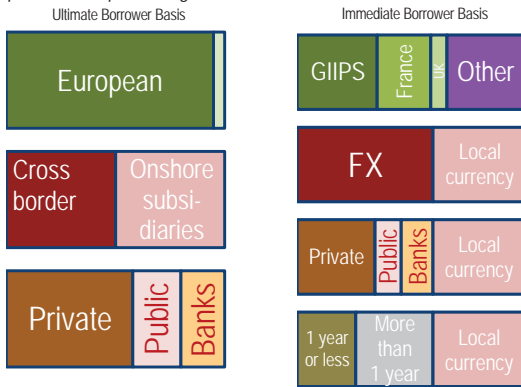 Ultimate Borrower Basis
European
Cross
border
Onshore
subsi-
diaries
Private
Public
Banks
Immediate Borrower Basis
GIIPS
France
UK
Other
FX
Local
currency
Private
Public
Banks
Local
currency
1 year
or less
More
than
1 year
Local
currency